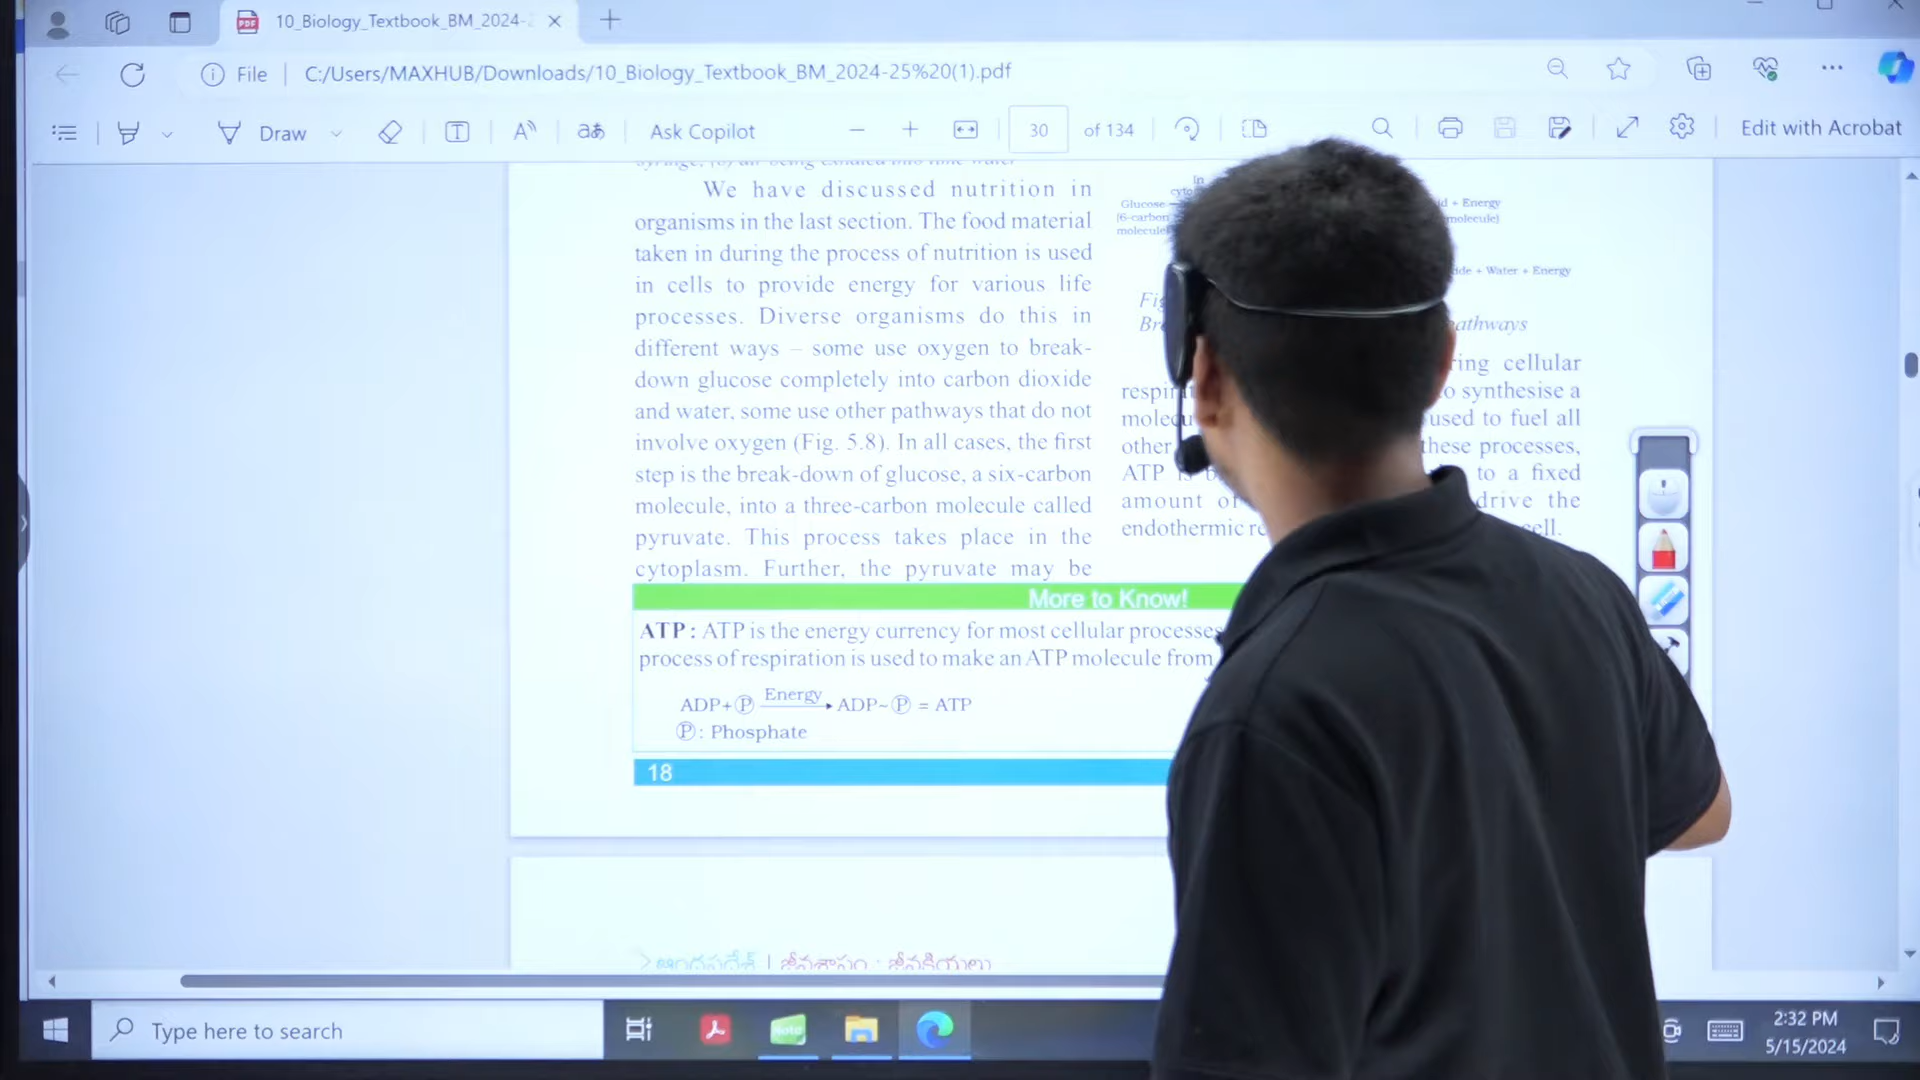 10_Biology_Textbook_BM_2024-2
File
C:/Users/MAXHUB/Downloads/10_Biology_Textbook_BM_2024-25%20(1).pdf
Draw
Ask Copilot
30 of 134
Edit with Acrobat
We have discussed nutrition in
organisms in the last section. The food material
taken in during the process of nutrition is used
in cells to provide energy for various life
processes. Diverse organisms do this in
different ways – some use oxygen to break-
down glucose completely into carbon dioxide
and water, some use other pathways that do not
involve oxygen (Fig. 5.8). In all cases, the first
step is the break-down of glucose, a six-carbon
molecule, into a three-carbon molecule called
pyruvate. This process takes place in the
cytoplasm. Further, the pyruvate may be
In
Glucose
[6-carbon
molecule
+ Energy
molecule]
+ Water + Energy
athways
ring cellular
synthesise a
used to fuel all
other these processes,
ATP to a fixed
amount of drive the
endothermic cell.
More to Know!
ATP : ATP is the energy currency for most cellular processes
process of respiration is used to make an ATP molecule from
ADP+Ⓟ Energy ADP~Ⓟ = ATP
Ⓟ: Phosphate
18
Type here to search
Note
2:32 PM
5/15/2024